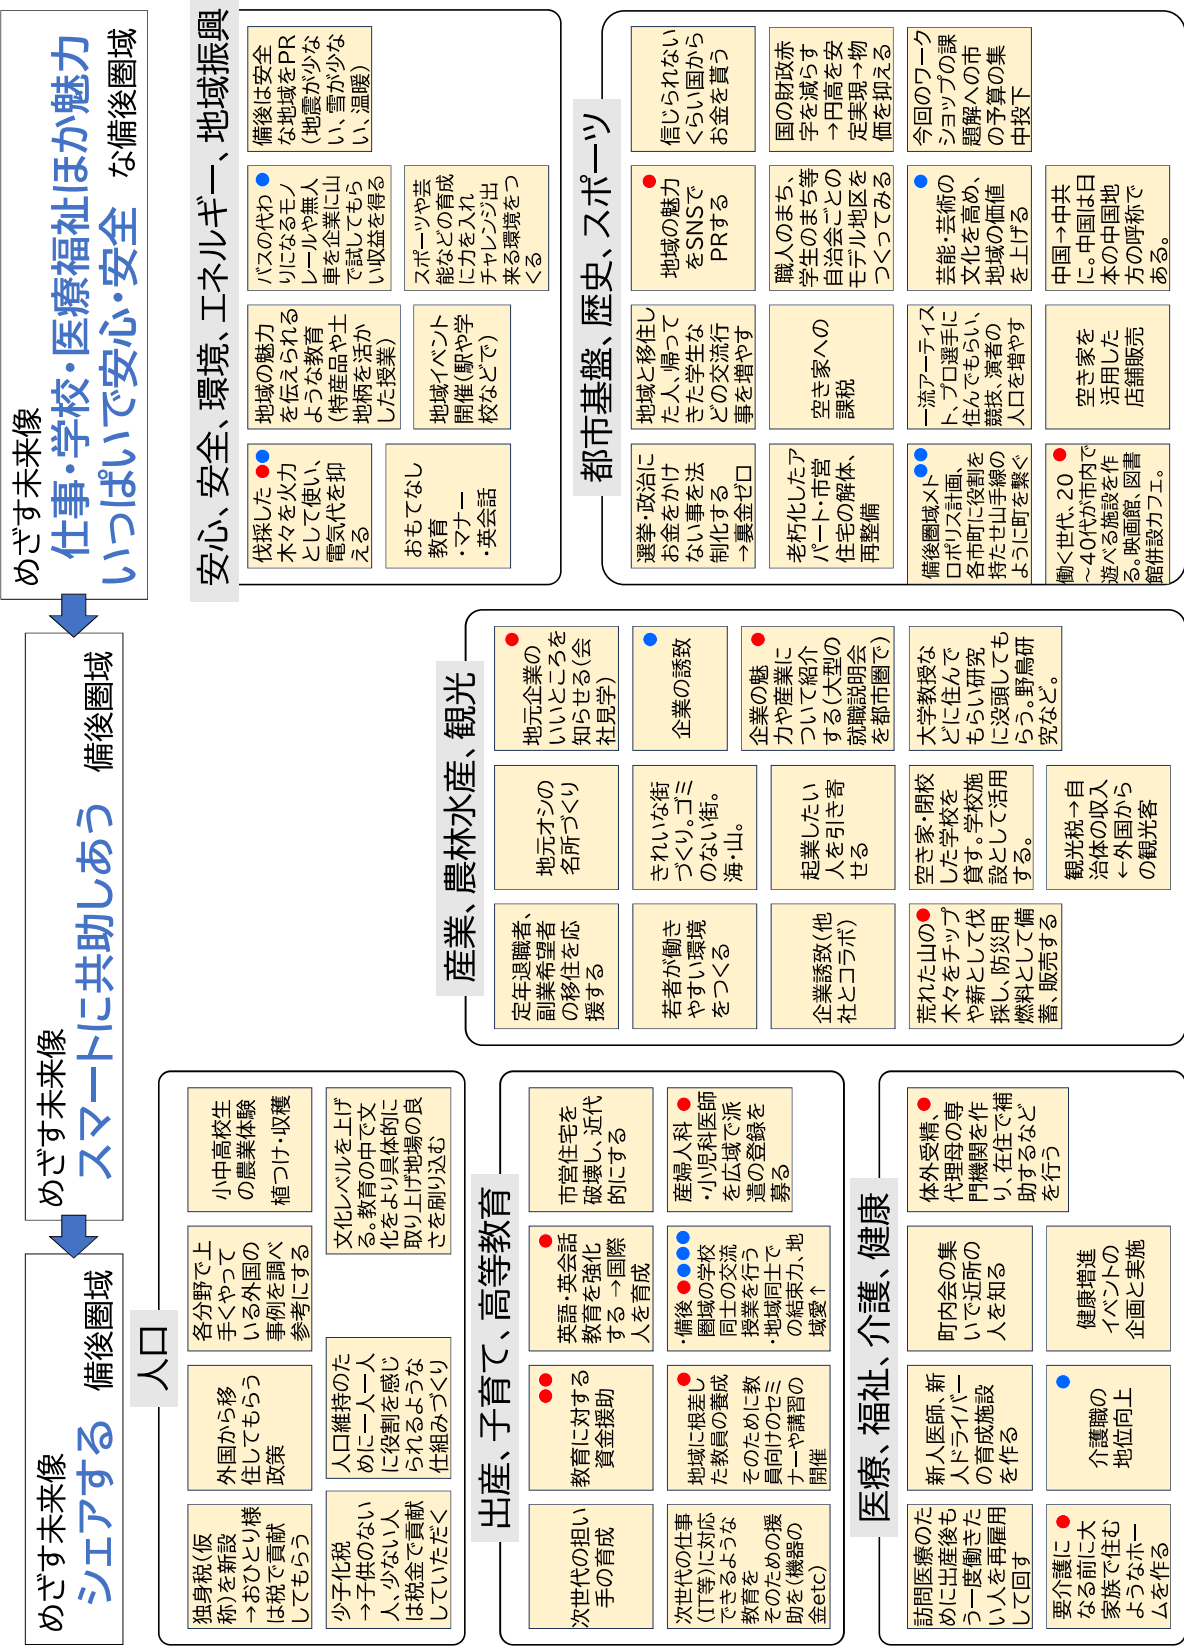 めざす未来像
シェアする　備後圏域
めざす未来像
スマートに共助しあう　備後圏域
めざす未来像
仕事・学校・医療福祉ほか魅力
いっぱいで安心・安全　な備後圏域
人口
独身税(仮
称)を新設
→おひとり様
は税で貢献
してもらう
外国から移
住してもらう
政策
各分野で上
手くやって
いる外国の
事例を調べ
参考にする
小中高校生
の農業体験
植つけ・収穫
少子化税
→子供のない
人、少ない人
は税金で貢献
していただく
人口維持のた
めに一人一人
に役割を感じ
られるような
仕組みづくり
文化レベルを上げ
る。教育の中で文
化をより具体的に
取り上げ地場の良
さを刷り込む
出産、子育て、高等教育
次世代の担い
手の育成
教育に対する
資金援助
英語・英会話
教育を強化
する →国際
人を育成
市営住宅を
破壊し、近代
的にする
次世代の仕事
(IT等)に対応
できるような
教育を
そのための援
助を(機器の
金etc)
地域に根差し
た教員の養成
そのために教
員向けのセミ
ナーや講習の
開催
・備後
圏域の学校
同士の交流
授業を行う
・地域同士で
の結束力、地
域愛↑
産婦人科
・小児科医師
を広域で派
遣の登録を
募る
医療、福祉、介護、健康
訪問医療のた
めに出産後も
う一度働きた
い人を再雇用
して回す
新人医師、新
人ドライバー
の育成施設
を作る
町内会の集
いで近所の
人を知る
体外受精、
代理母の専
門機関を作
り、在住で補
助するなど
を行う
要介護に
なる前に大
家族で住む
ようなホー
ムを作る
介護職の
地位向上
健康増進
イベントの
企画と実施
産業、農林水産、観光
定年退職者、
副業希望者
の移住を応
援する
地元オシの
名所づくり
地元企業の
いいところを
知らせる(会
社見学)
若者が働き
やすい環境
をつくる
きれいな街
づくり。ゴミ
のない街。
海・山。
企業の誘致
企業誘致(他
社とコラボ)
起業したい
人を引き寄
せる
企業の魅
力や産業に
ついて紹介
する(大型の
就職説明会
を都市圏で)
荒れた山の
木々をチップ
や薪として伐
採し、防災用
燃料として備
蓄、販売する
空き家・閉校
した学校を
貸す。学校施
設として活用
する。
大学教授な
どに住んで
もらい研究
に没頭しても
らう。野鳥研
究など。
観光税→自
治体の収入
←外国から
の観光客
安心、安全、環境、エネルギー、地域振興
伐採した
木々を火力
として使い、
電気代を抑
える
地域の魅力
を伝えられる
ような教育
(特産品や土
地柄を活か
した授業)
バスの代わ
りになるモノ
レールや無人
車を企業に山
で試してもら
い収益を得る
備後は安全
な地域をPR
(地震が少な
い、雪が少な
い、温暖)
おもてなし
教育
・マナー
・英会話
地域イベント
開催(駅や学
校などで)
スポーツや芸
能などの育成
に力を入れ
チャレンジ出
来る環境をつ
くる
都市基盤、歴史、スポーツ
選挙・政治に
お金をかけ
ない事を法
制化する
→裏金ゼロ
地域と移住し
た人、帰って
きた学生な
どの交流行
事を増やす
地域の魅力
をSNSで
PRする
信じられない
くらい国から
お金を貰う
老朽化したア
パート・市営
住宅の解体、
再整備
空き家への
課税
職人のまち、
学生のまち等
自治会ごとの
モデル地区を
つくってみる
国の財政赤
字を減らす
→円高を安
定実現→物
価を抑える
備後圏域メト
ロポリス計画、
各市町に役割を
持たせ山手線の
ように町を繋ぐ
一流アーティス
ト、プロ選手に
住んでもらい、
競技、演者の
人口を増やす
芸能・芸術の
文化を高め、
地域の価値
を上げる
今回のワーク
ショップの課
題解への市
の予算の集
中投下
働く世代、20
～40代が市内で
遊べる施設を作
る。映画館、図書
館併設カフェ。
空き家を
活用した
店舗販売
中国→中共
に。中国は日
本の中国地
方の呼称で
ある。